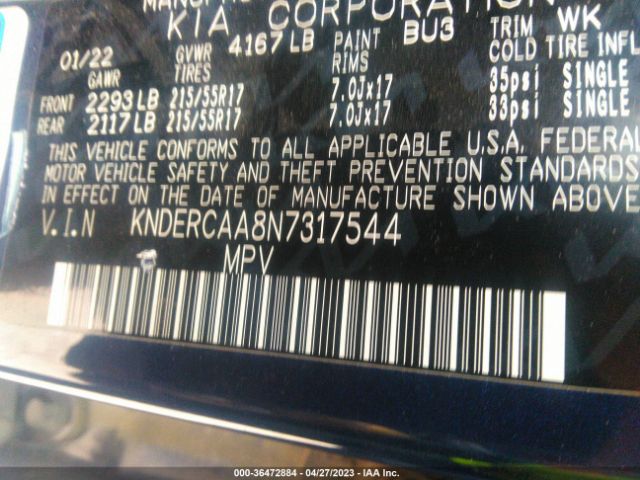 MANUFAC
KIA CORPORATION
01/22 GVWR 4167 LB PAINT BU3 TRIM WK
GAWR TIRES RIMS COLD TIRE INFL
FRONT 2293 LB 215/55R17 7.0Jx17 35psi SINGLE
REAR 2117 LB 215/55R17 7.0Jx17 33psi SINGLE
THIS VEHICLE CONFORMS TO ALL APPLICABLE U.S.A. FEDERAL
MOTOR VEHICLE SAFETY AND THEFT PREVENTION STANDARDS
IN EFFECT ON THE DATE OF MANUFACTURE SHOWN ABOVE
V.I.N KNDERCAA8N7317544
MPV
000-36472884 | 04/27/2023 | IAA Inc.